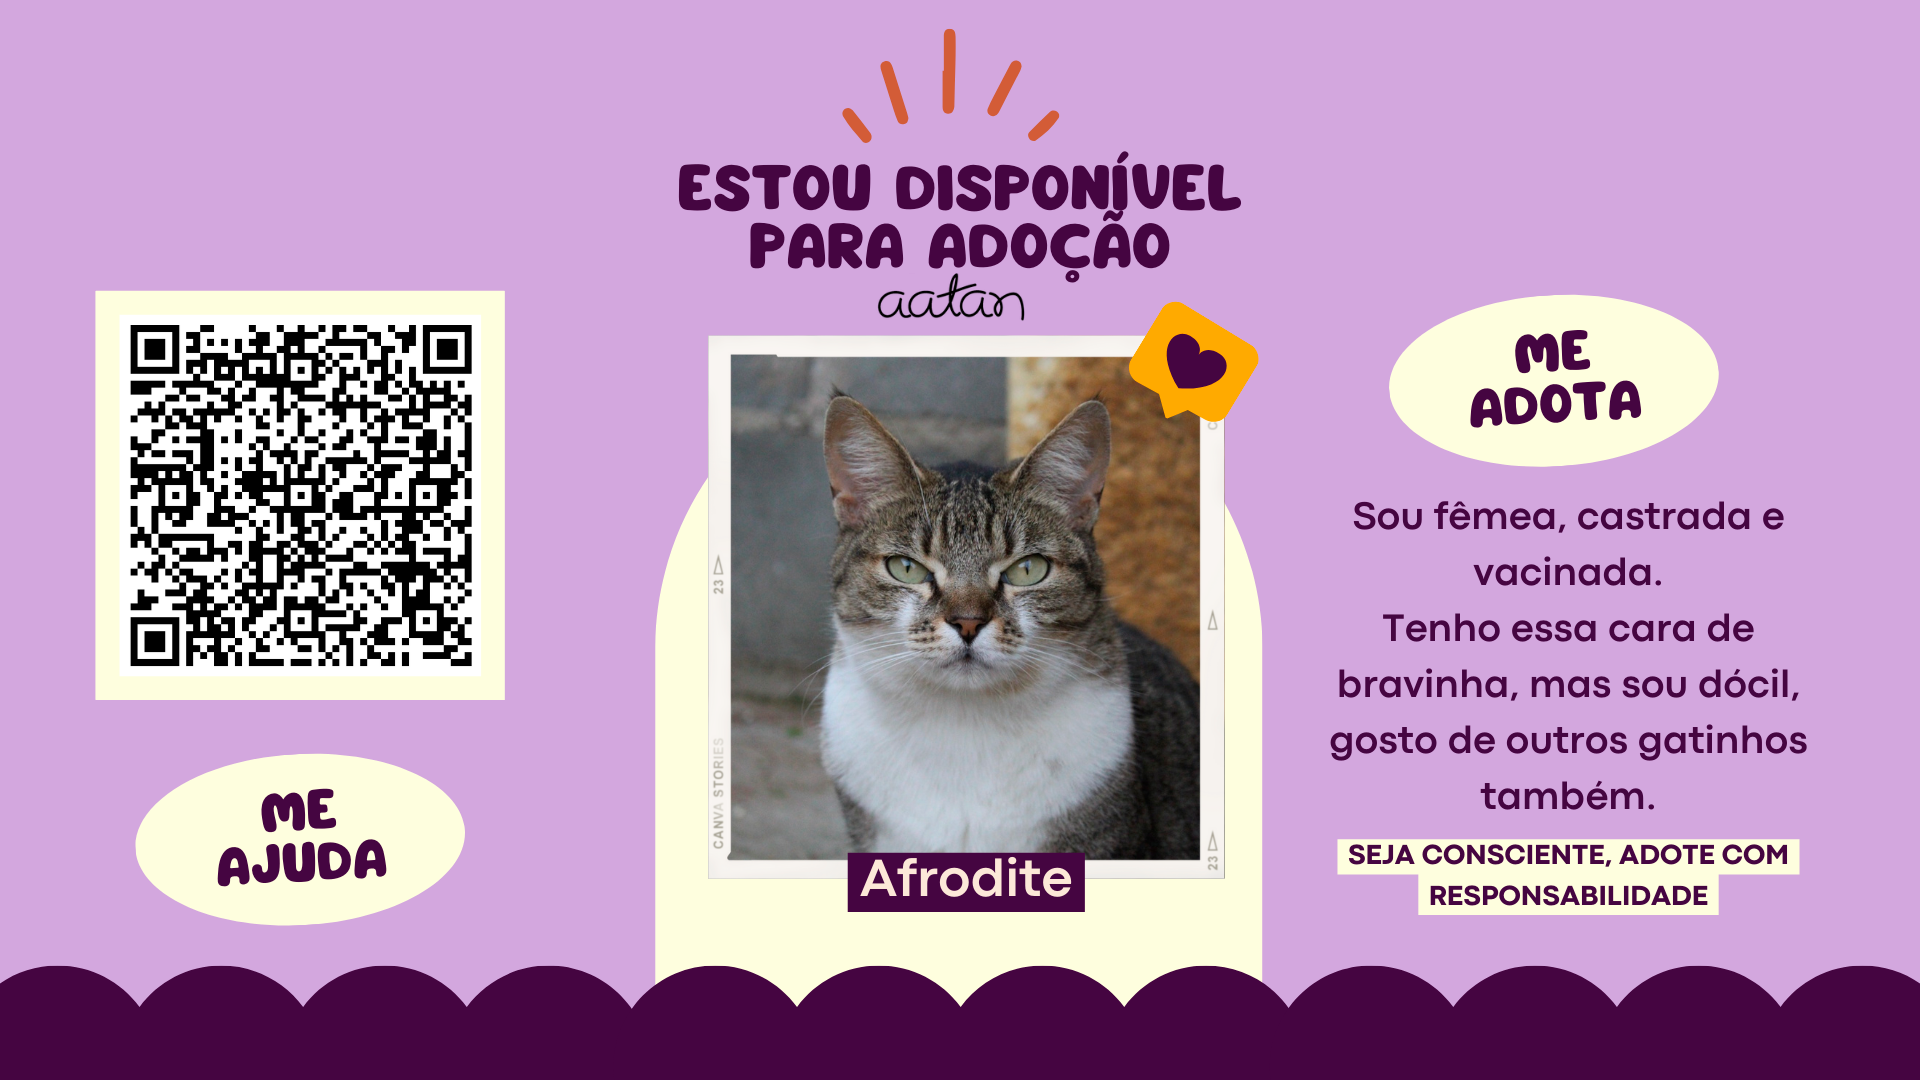 ESTOU DISPONÍVEL
PARA ADOÇÃO
aatan
ME
AJUDA
23
CANVA STORIES
23
Afrodite
ME
ADOTA
Sou fêmea, castrada e
vacinada.
Tenho essa cara de
bravinha, mas sou dócil,
gosto de outros gatinhos
também.
SEJA CONSCIENTE, ADOTE COM
RESPONSABILIDADE